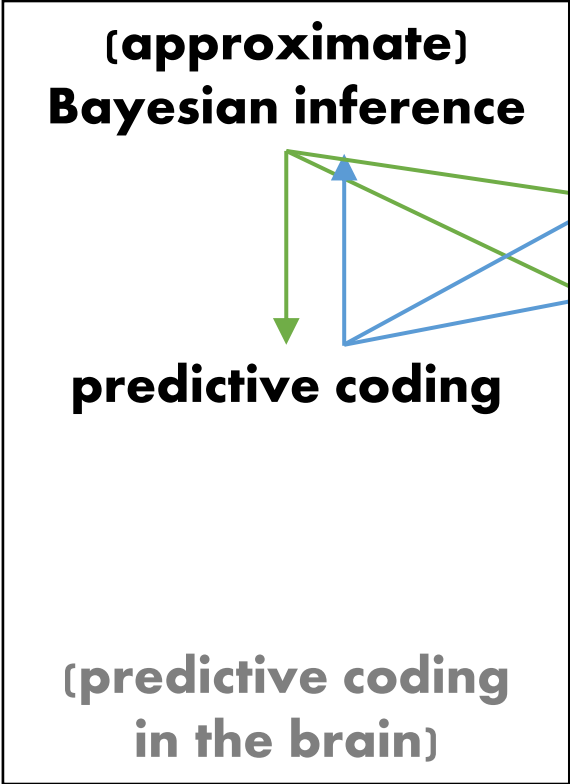 (approximate)
Bayesian inference
predictive coding
(predictive coding
in the brain)